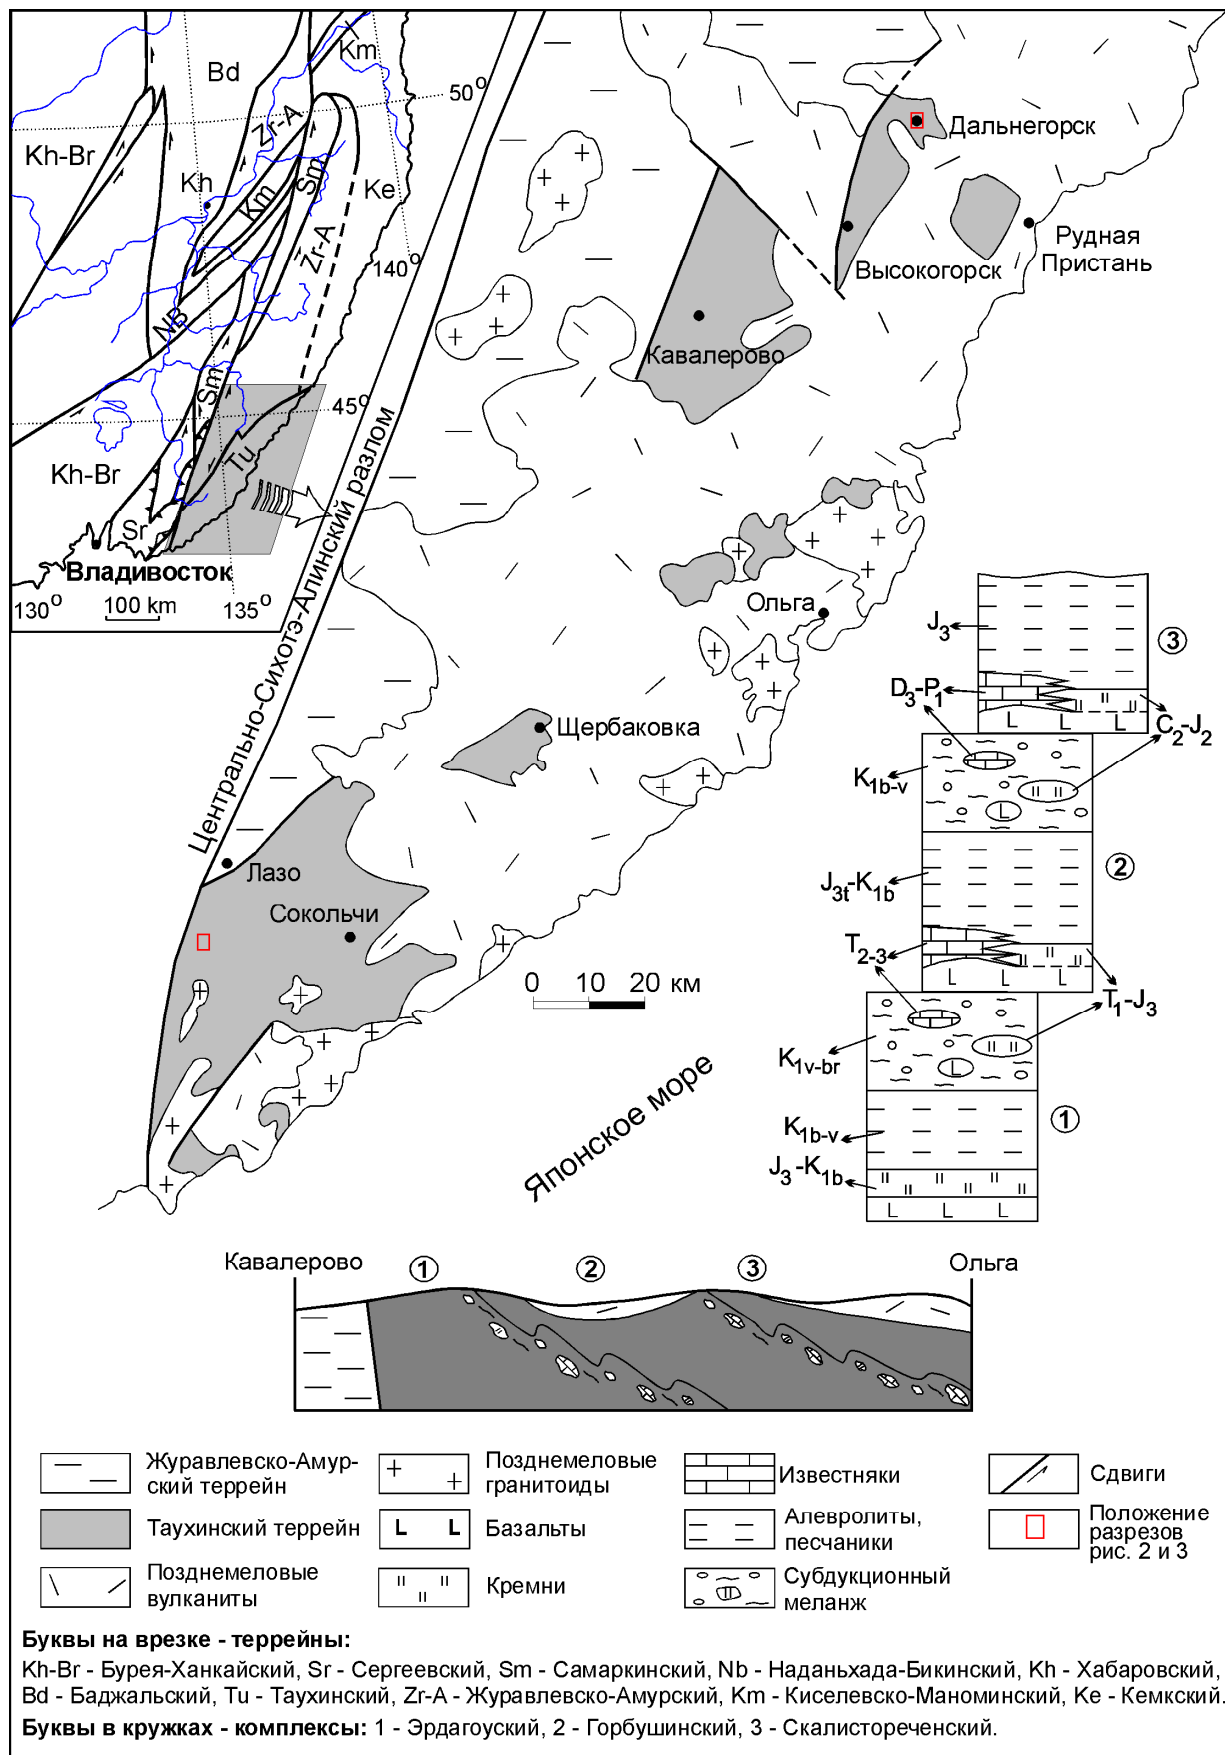 Km
Bd
50°
Zr-A
Kh-Br
Kh
Km
Sm
Ke
Zr-A
140°
NB
Sm
45°
Kh-Br
Tu
Sr
Владивосток
130°
100 km
135°
Центрально-Сихотэ-Алинский разлом
Дальнегорск
Рудная
Пристань
Высокогорск
Кавалерово
Ольга
Щербаковка
Лазо
Сокольчи
0 10 20 км
Японское море
J3
3
D3-P1
C2-J2
K1b-v
L L L
L
2
J3t-K1b
T2-3
T1-J3
L L L
K1v-br
L
1
K1b-v
J3-K1b
L L L
Кавалерово
1
2
3
Ольга
Журавлевско-Амур-
ский террейн
Позднемеловые
гранитоиды
Известняки
Сдвиги
Таухинский террейн
L L
Базальты
Алевролиты,
песчаники
Положение
разрезов
рис. 2 и 3
Позднемеловые
вулканиты
Кремни
Субдукционный
меланж
Буквы на врезке - террейны:
Kh-Br - Бурея-Ханкайский, Sr - Сергеевский, Sm - Самаркинский, Nb - Наданьхада-Бикинский, Kh - Хабаровский,
Bd - Баджальский, Tu - Таухинский, Zr-A - Журавлевско-Амурский, Km - Киселевско-Маноминский, Ke - Кемкский.
Буквы в кружках - комплексы: 1 - Эрдагоуский, 2 - Горбушинский, 3 - Скалистореченский.